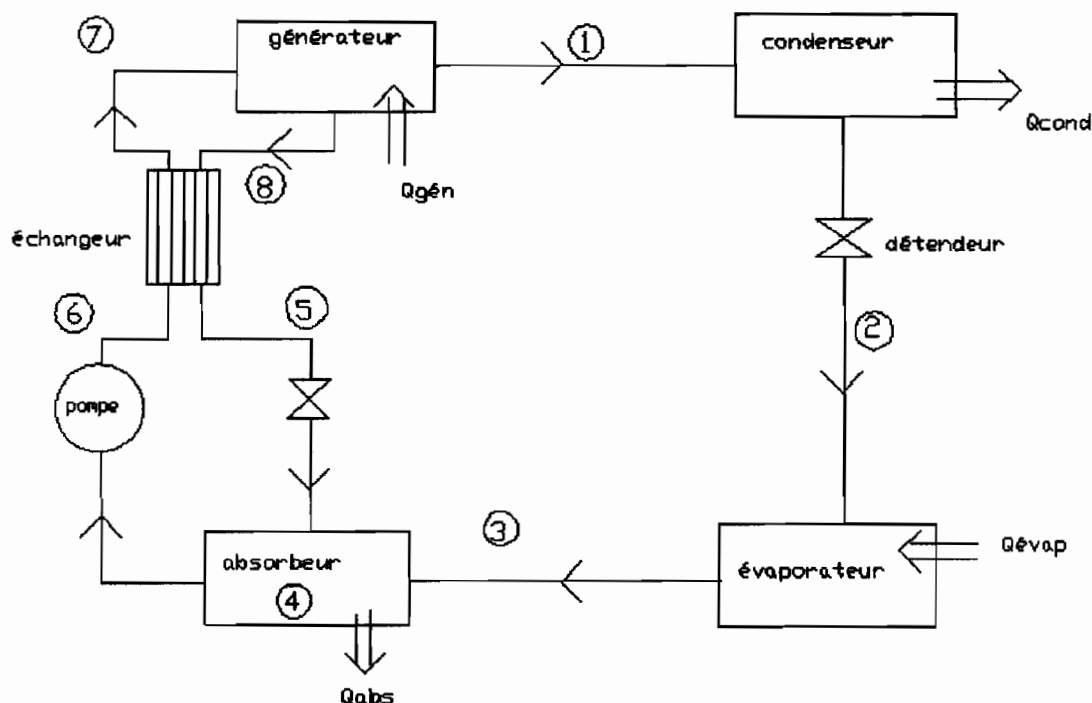 ⑦
générateur
①
condenseur
Qcond
⑧
Qgén
échangeur
détendeur
⑥
⑤
②
pompe
③
absorbeur
④
évaporateur
Qévap
Qabs